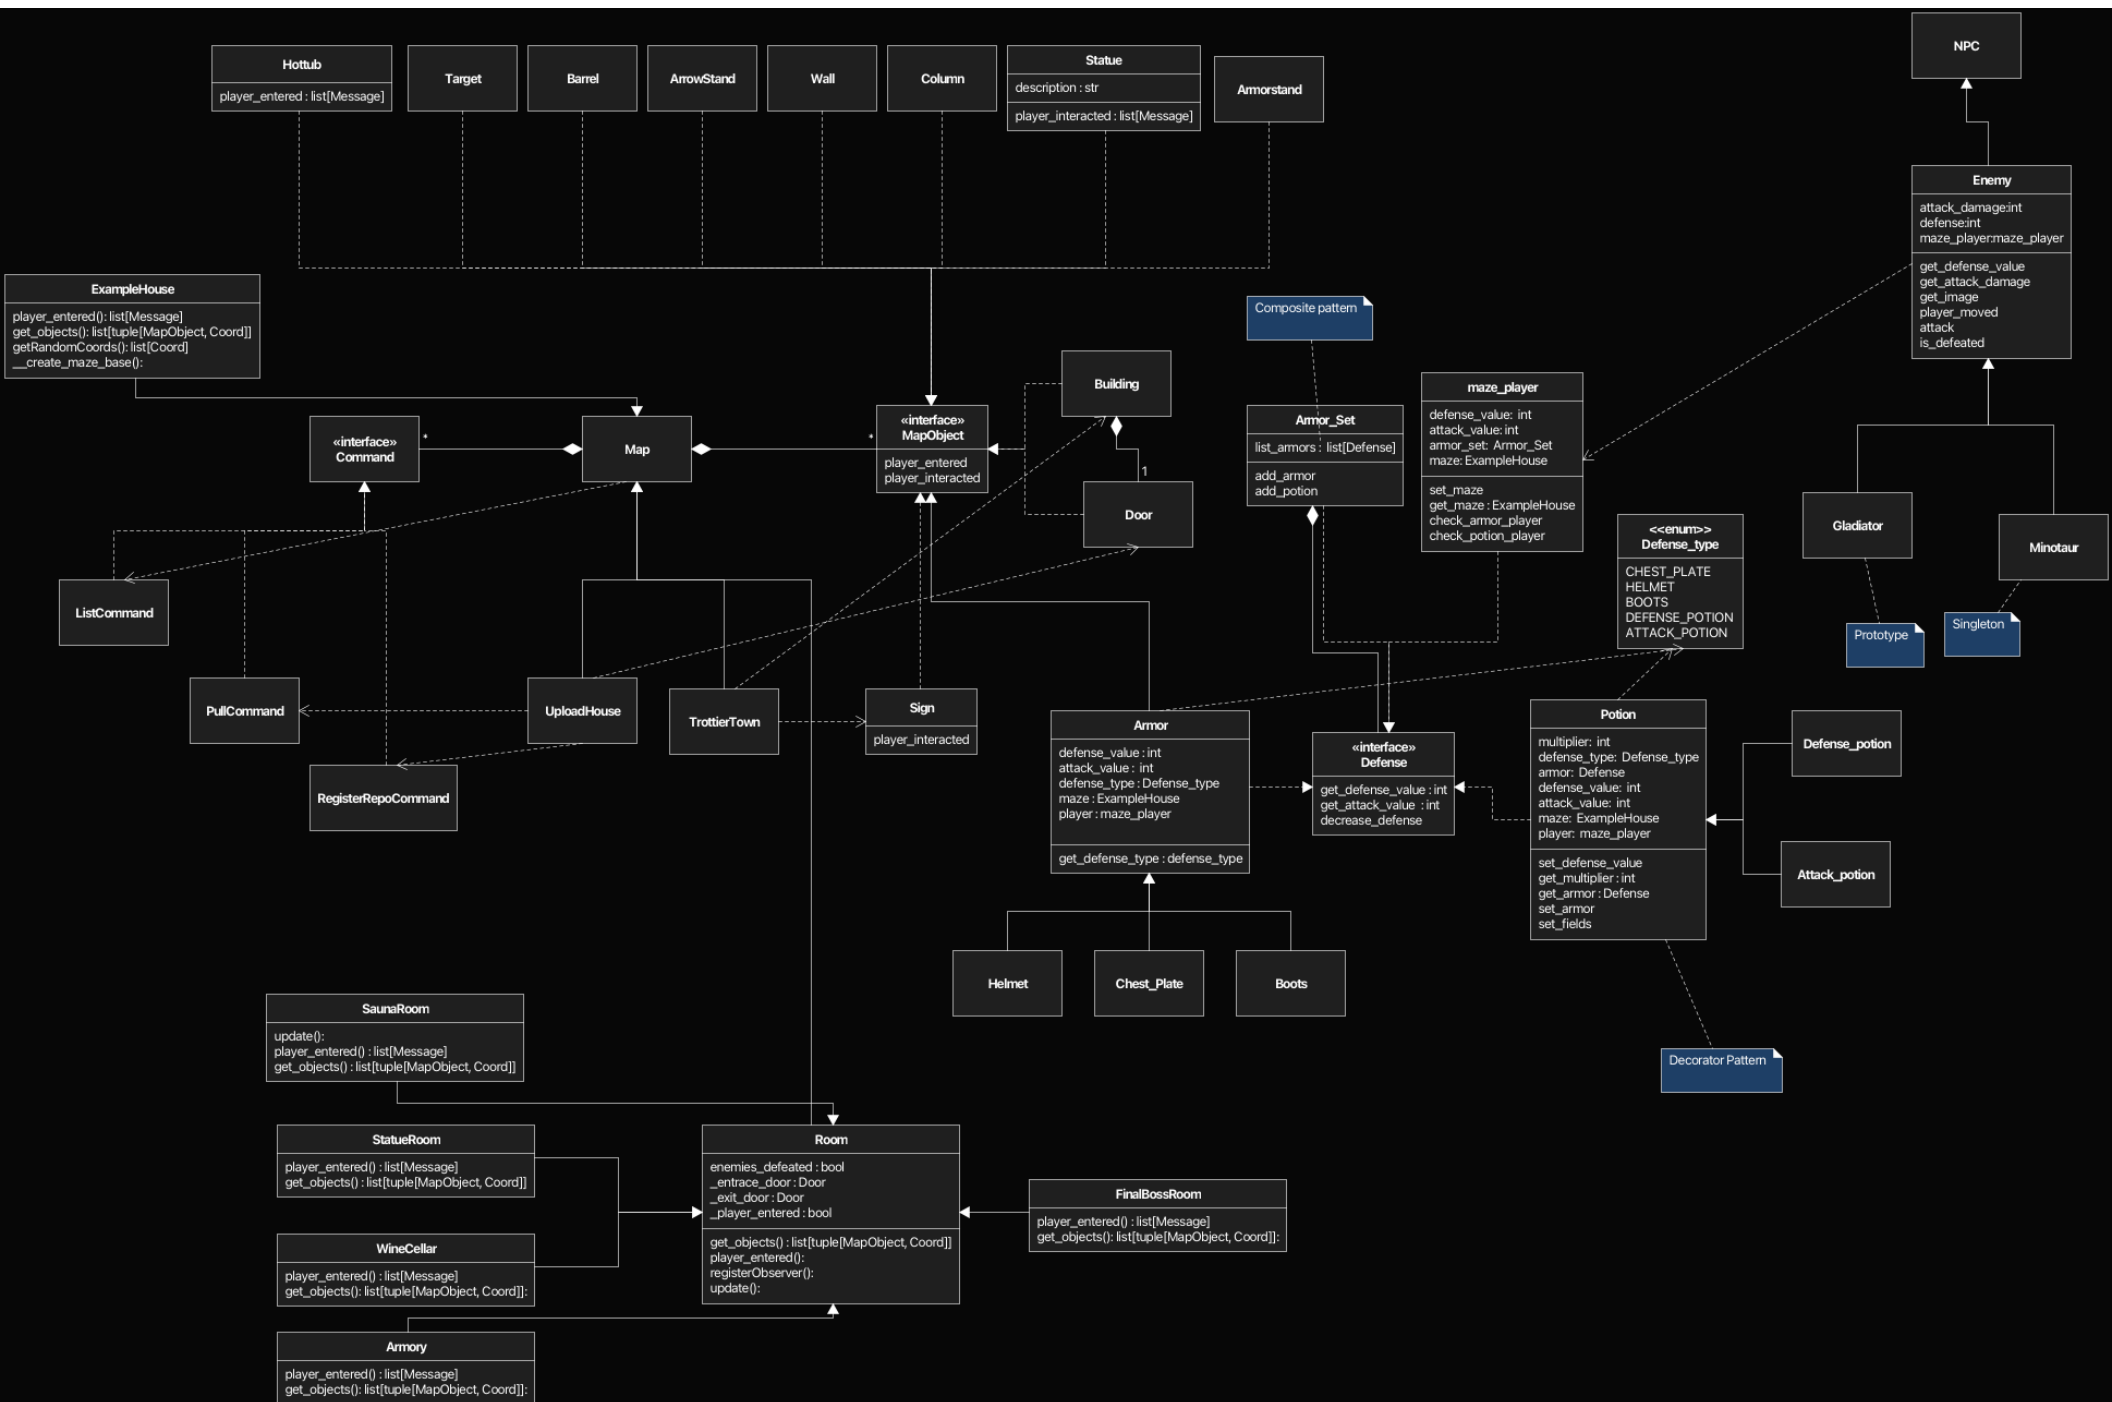 Hottub
player_entered : list[Message]
Target
Barrel
ArrowStand
Wall
Column
Statue
description : str
player_interacted : list[Message]
Armorstand
NPC
Enemy
attack_damage:int
defense:int
maze_player:maze_player
get_defense_value
get_attack_damage
get_image
player_moved
attack
is_defeated
ExampleHouse
player_entered(): list[Message]
get_objects(): list[tuple[MapObject, Coord]]
getRandomCoords(): list[Coord]
__create_maze_base():
Composite pattern
Building
maze_player
defense_value: int
attack_value: int
armor_set: Armor_Set
maze: ExampleHouse
set_maze
get_maze : ExampleHouse
check_armor_player
check_potion_player
«interface»
Command
*
Map
*
«interface»
MapObject
player_entered
player_interacted
Armor_Set
list_armors : list[Defense]
add_armor
add_potion
1
Door
Gladiator
Minotaur
<<enum>>
Defense_type
CHEST_PLATE
HELMET
BOOTS
DEFENSE_POTION
ATTACK_POTION
ListCommand
Prototype
Singleton
PullCommand
UploadHouse
TrottierTown
Sign
player_interacted
RegisterRepoCommand
Armor
defense_value : int
attack_value : int
defense_type : Defense_type
maze : ExampleHouse
player : maze_player
get_defense_type : defense_type
«interface»
Defense
get_defense_value : int
get_attack_value : int
decrease_defense
Potion
multiplier: int
defense_type: Defense_type
armor: Defense
defense_value: int
attack_value: int
maze: ExampleHouse
player: maze_player
set_defense_value
get_multiplier : int
get_armor : Defense
set_armor
set_fields
Defense_potion
Attack_potion
Helmet
Chest_Plate
Boots
Decorator Pattern
SaunaRoom
update():
player_entered() : list[Message]
get_objects() : list[tuple[MapObject, Coord]]
StatueRoom
player_entered() : list[Message]
get_objects() : list[tuple[MapObject, Coord]]
Room
enemies_defeated : bool
_entrace_door : Door
_exit_door : Door
_player_entered : bool
get_objects() : list[tuple[MapObject, Coord]]
player_entered():
registerObserver():
update():
FinalBossRoom
player_entered() : list[Message]
get_objects(): list[tuple[MapObject, Coord]]:
WineCellar
player_entered() : list[Message]
get_objects(): list[tuple[MapObject, Coord]]:
Armory
player_entered() : list[Message]
get_objects(): list[tuple[MapObject, Coord]]: